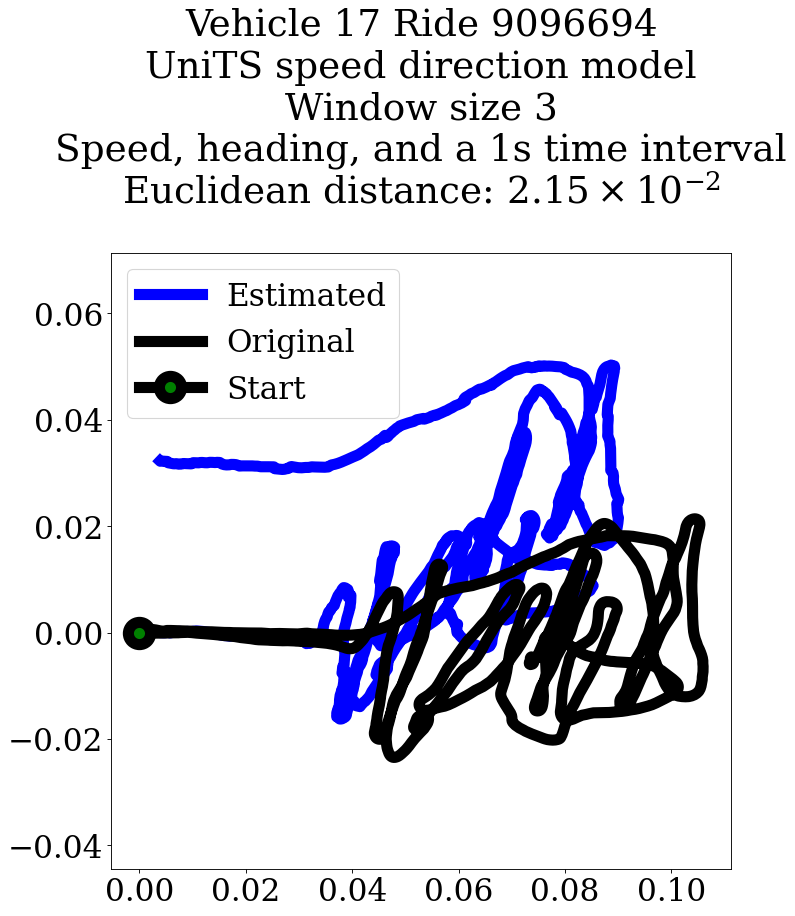 Vehicle 17 Ride 9096694
UniTS speed direction model
Window size 3
Speed, heading, and a 1s time interval
Euclidean distance: 2.15 × 10⁻²
Estimated
Original
Start
0.06
0.04
0.02
0.00
−0.02
−0.04
0.00 0.02 0.04 0.06 0.08 0.10